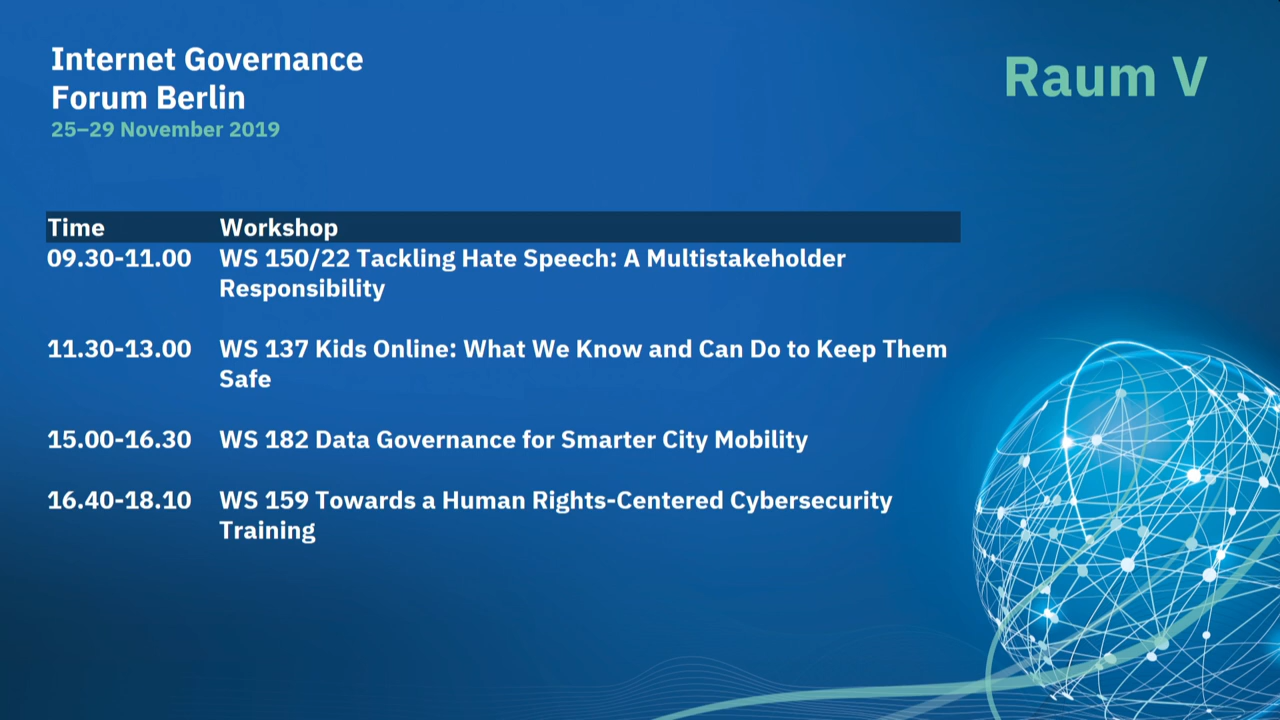 Internet Governance
Forum Berlin
25–29 November 2019
Raum V
Time Workshop
09.30-11.00 WS 150/22 Tackling Hate Speech: A Multistakeholder
Responsibility
11.30-13.00 WS 137 Kids Online: What We Know and Can Do to Keep Them
Safe
15.00-16.30 WS 182 Data Governance for Smarter City Mobility
16.40-18.10 WS 159 Towards a Human Rights-Centered Cybersecurity
Training